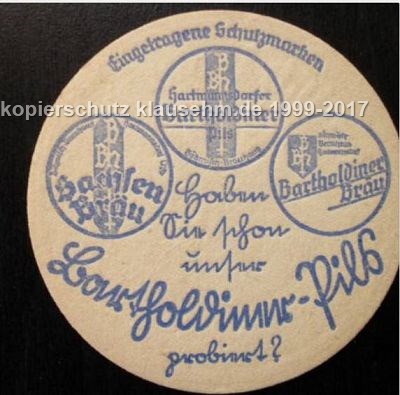 Eingetragene Schutzmarken
Hartmannsdorfer
Pils
kopierschutz klausehm.de 1999-2017
Sachsen
Bräu
Bartholdiner
Bräu
Haben
Sie schon
unser
Bartholdiner-Pils
probiert?